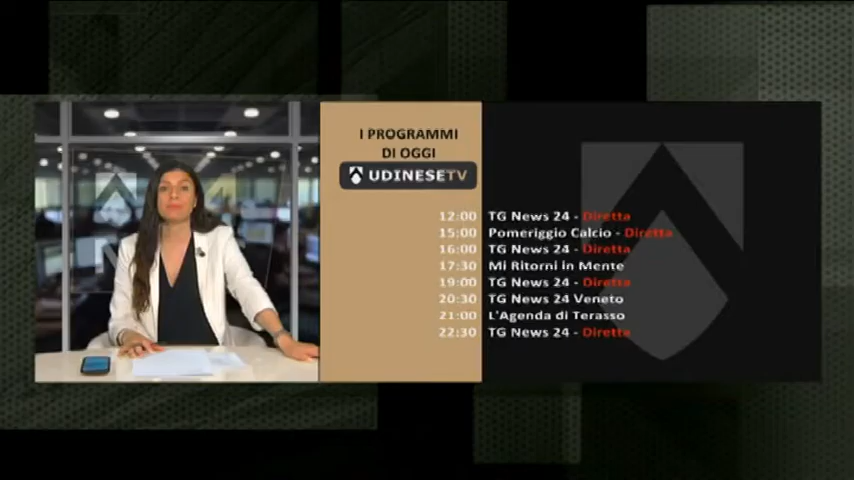 I PROGRAMMI
DI OGGI
UDINESETV
12:00 TG News 24 - Diretta
15:00 Pomeriggio Calcio - Diretta
16:00 TG News 24 - Diretta
17:30 Mi Ritorni in Mente
19:00 TG News 24 - Diretta
20:30 TG News 24 Veneto
21:00 L'Agenda di Terasso
22:30 TG News 24 - Diretta